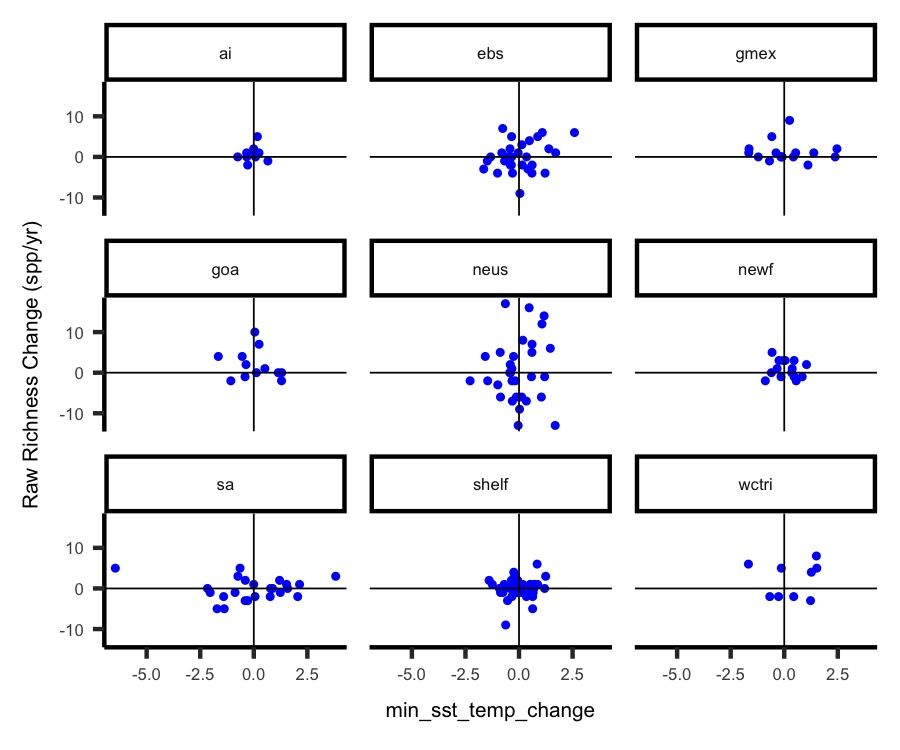 ai ebs gmex
10
0
-10
goa neus newf
10
0
-10
sa shelf wctri
10
0
-10
-5.0 -2.5 0.0 2.5 -5.0 -2.5 0.0 2.5 -5.0 -2.5 0.0 2.5
min_sst_temp_change
Raw Richness Change (spp/yr)